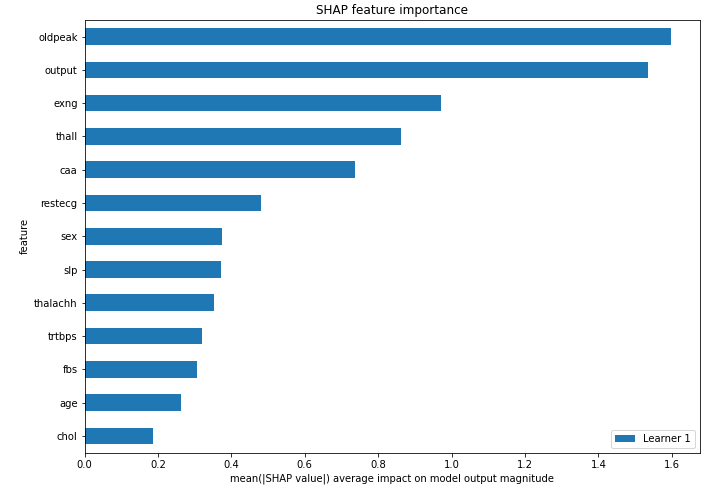 SHAP feature importance
oldpeak
output
exng
thall
caa
restecg
sex
slp
thalachh
trtbps
fbs
age
chol
feature
Learner 1
0.0 0.2 0.4 0.6 0.8 1.0 1.2 1.4 1.6
mean(|SHAP value|) average impact on model output magnitude